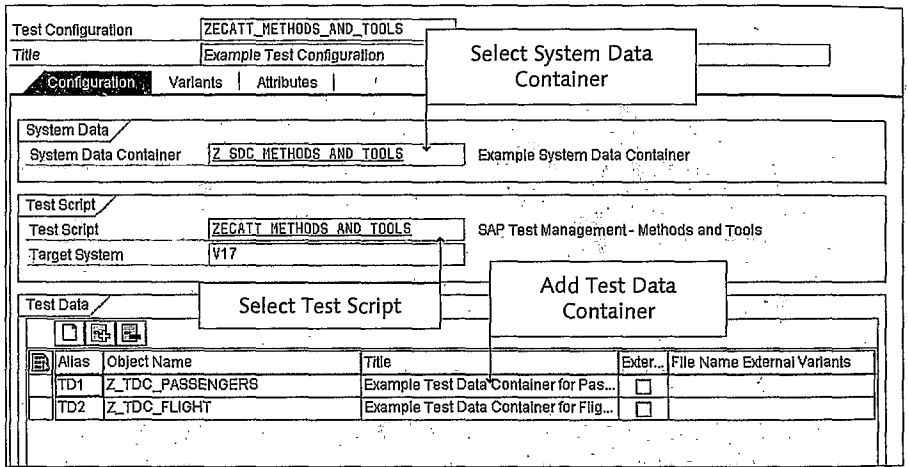 Test Configuration ZECATT_METHODS_AND_TOOLS
Title Example Test Configuration
Select System Data
Container
Configuration Variants Attributes
System Data
System Data Container Z_SDC_METHODS_AND_TOOLS Example System Data Container
Test Script
Test Script ZECATT_METHODS_AND_TOOLS SAP Test Management - Methods and Tools
Target System V17
Select Test Script
Add Test Data
Container
Test Data
Alias Object Name Title Exter... File Name External Variants
TD1 Z_TDC_PASSENGERS Example Test Data Container for Pas...
TD2 Z_TDC_FLIGHT Example Test Data Container for Flig...